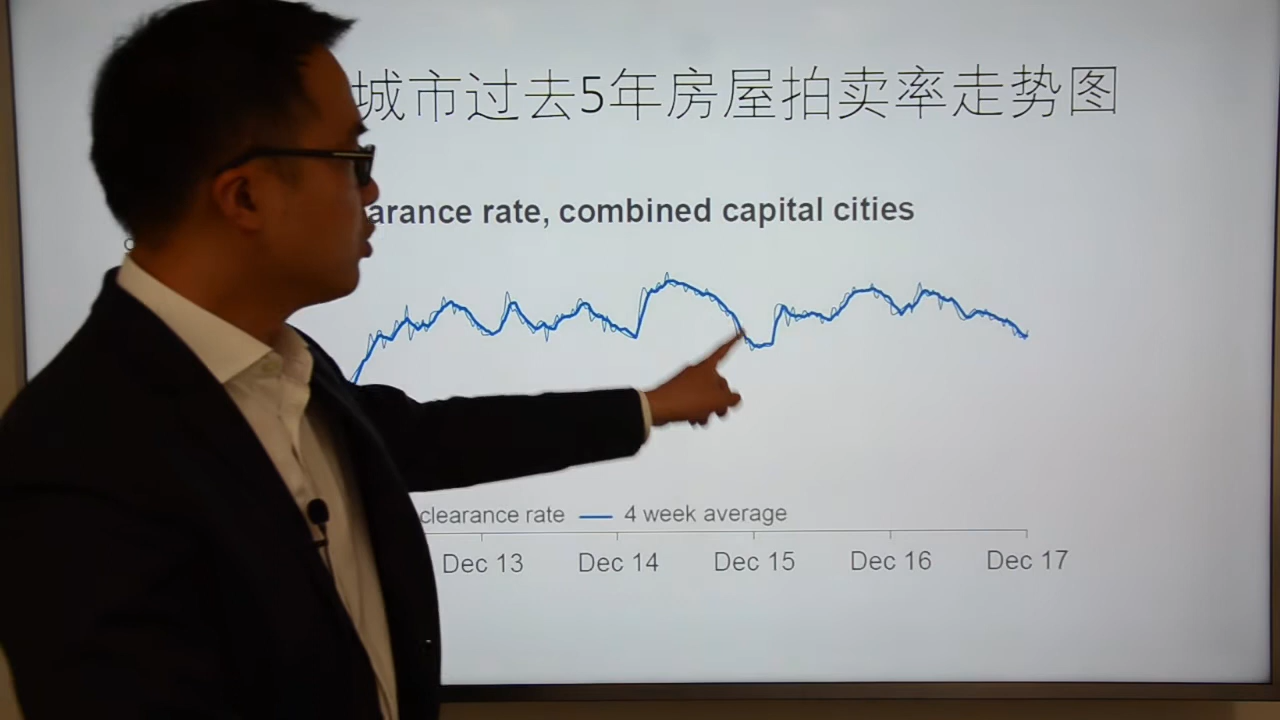 城市过去5年房屋拍卖率走势图
arance rate, combined capital cities
clearance rate 4 week average
Dec 13 Dec 14 Dec 15 Dec 16 Dec 17